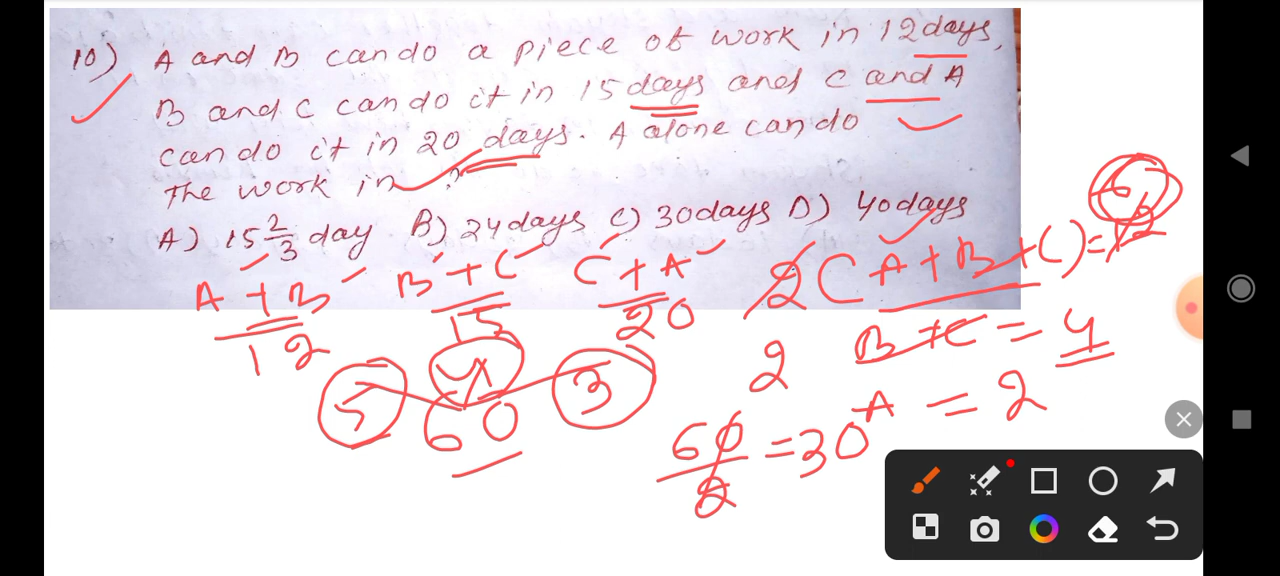 10) A and B can do a piece of work in 12 days,
B and C can do it in 15 days and C and A
can do it in 20 days. A alone can do
the work in ?
A) 15 2/3 day B) 24 days C) 30 days D) 40 days
A + B B + C C + A 2(A + B + C) = 12 6
12 15 20
B + C = 4
5 4 3 2
60 A = 2
60/2 = 30